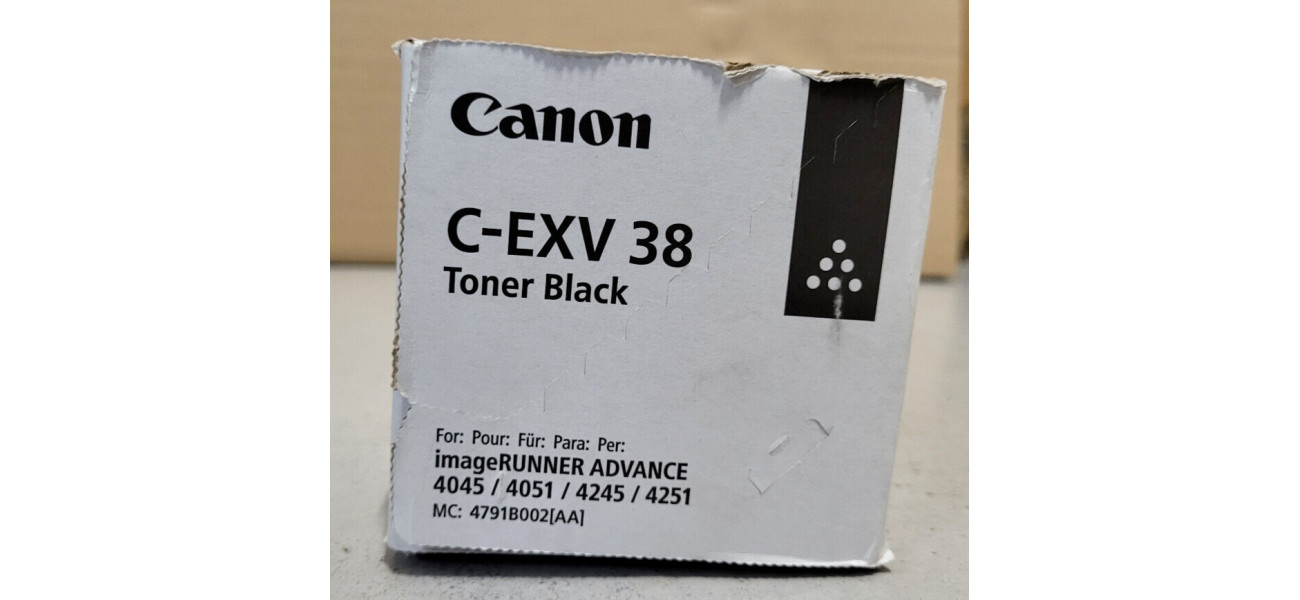 Canon
C-EXV 38
Toner Black
For: Pour: Für: Para: Per:
imageRUNNER ADVANCE
4045 / 4051 / 4245 / 4251
MC: 4791B002[AA]